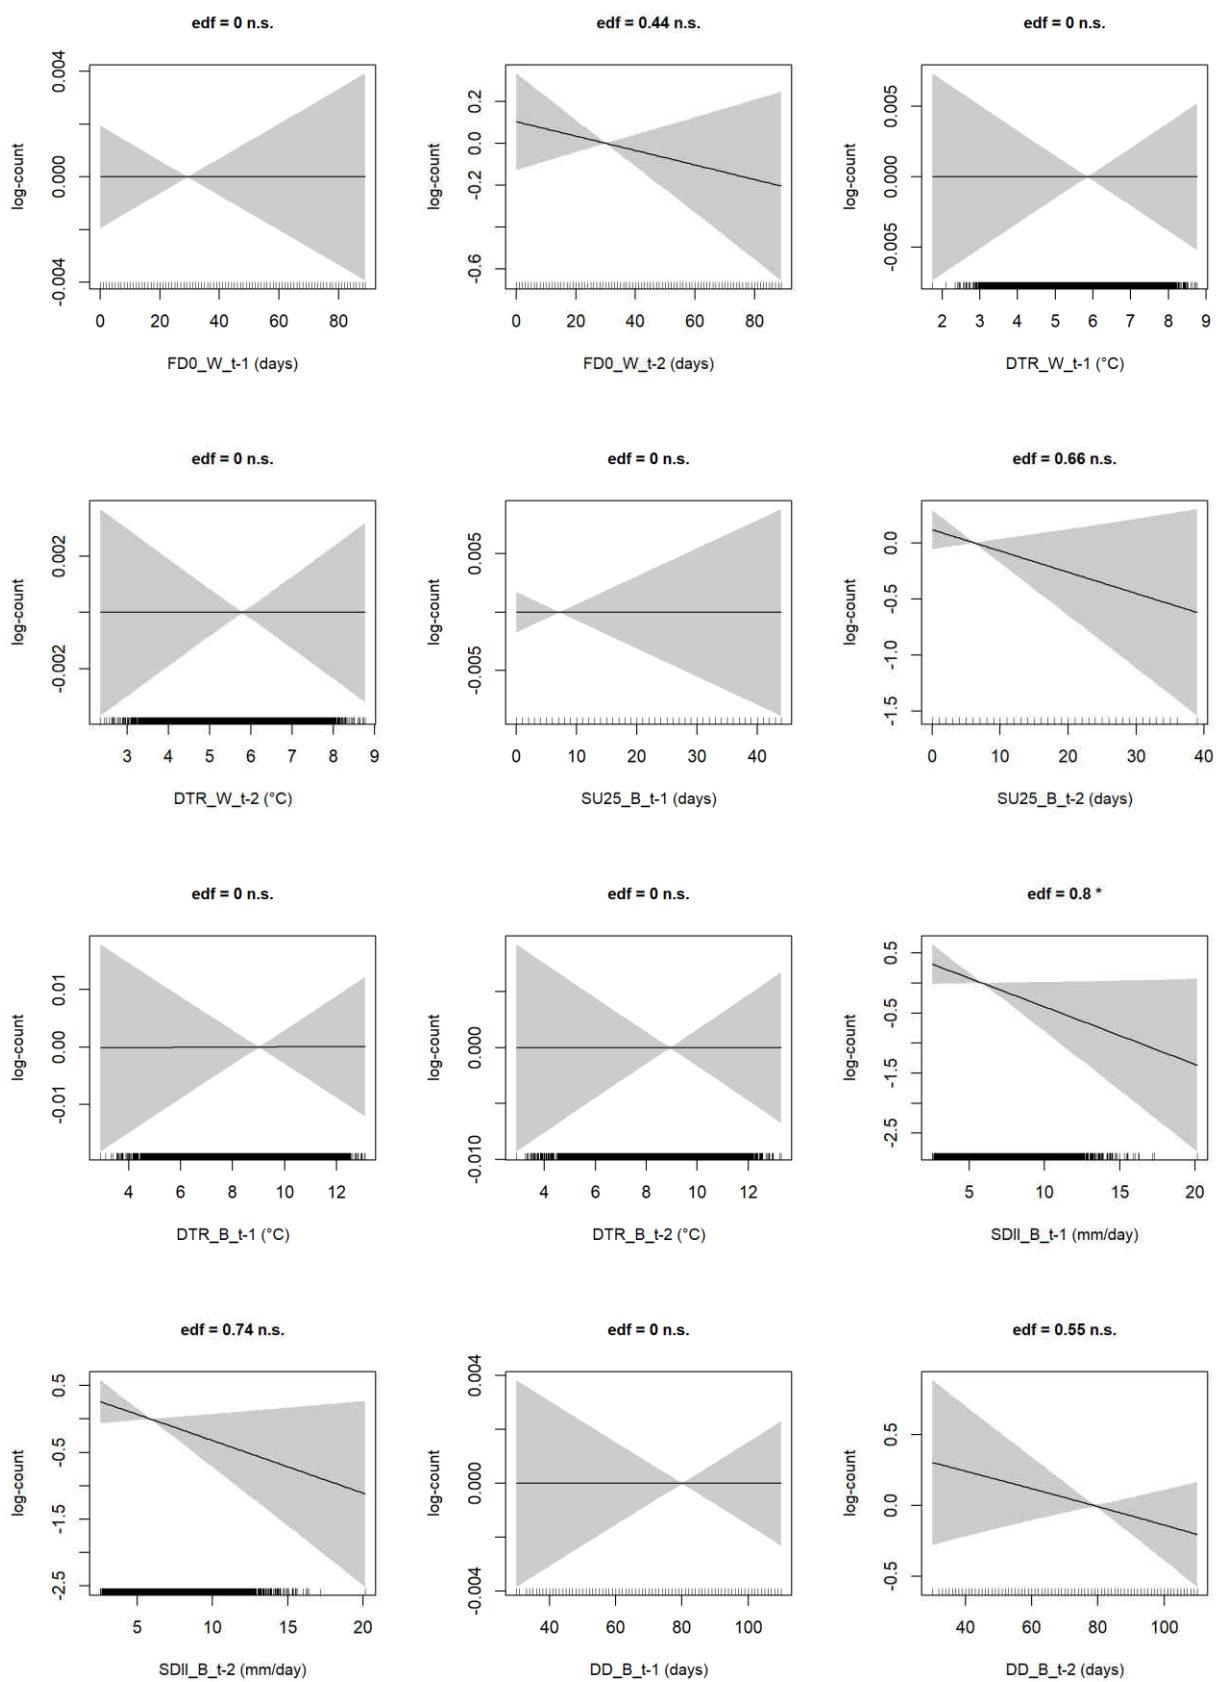 edf = 0 n.s.
edf = 0.44 n.s.
edf = 0 n.s.
log-count
-0.004 0.000 0.004
0 20 40 60 80
FD0_W_t-1 (days)
log-count
-0.6 -0.2 0.0 0.2
0 20 40 60 80
FD0_W_t-2 (days)
log-count
-0.005 0.000 0.005
2 3 4 5 6 7 8 9
DTR_W_t-1 (°C)
edf = 0 n.s.
edf = 0 n.s.
edf = 0.66 n.s.
log-count
-0.002 0.002
3 4 5 6 7 8 9
DTR_W_t-2 (°C)
log-count
-0.005 0.005
0 10 20 30 40
SU25_B_t-1 (days)
log-count
-1.5 -1.0 -0.5 0.0
0 10 20 30 40
SU25_B_t-2 (days)
edf = 0 n.s.
edf = 0 n.s.
edf = 0.8 *
log-count
-0.01 0.00 0.01
4 6 8 10 12
DTR_B_t-1 (°C)
log-count
-0.010 0.000
4 6 8 10 12
DTR_B_t-2 (°C)
log-count
-2.5 -1.5 -0.5 0.5
5 10 15 20
SDII_B_t-1 (mm/day)
edf = 0.74 n.s.
edf = 0 n.s.
edf = 0.55 n.s.
log-count
-2.5 -1.5 -0.5 0.5
5 10 15 20
SDII_B_t-2 (mm/day)
log-count
-0.004 0.000 0.004
40 60 80 100
DD_B_t-1 (days)
log-count
-0.5 0.0 0.5
40 60 80 100
DD_B_t-2 (days)